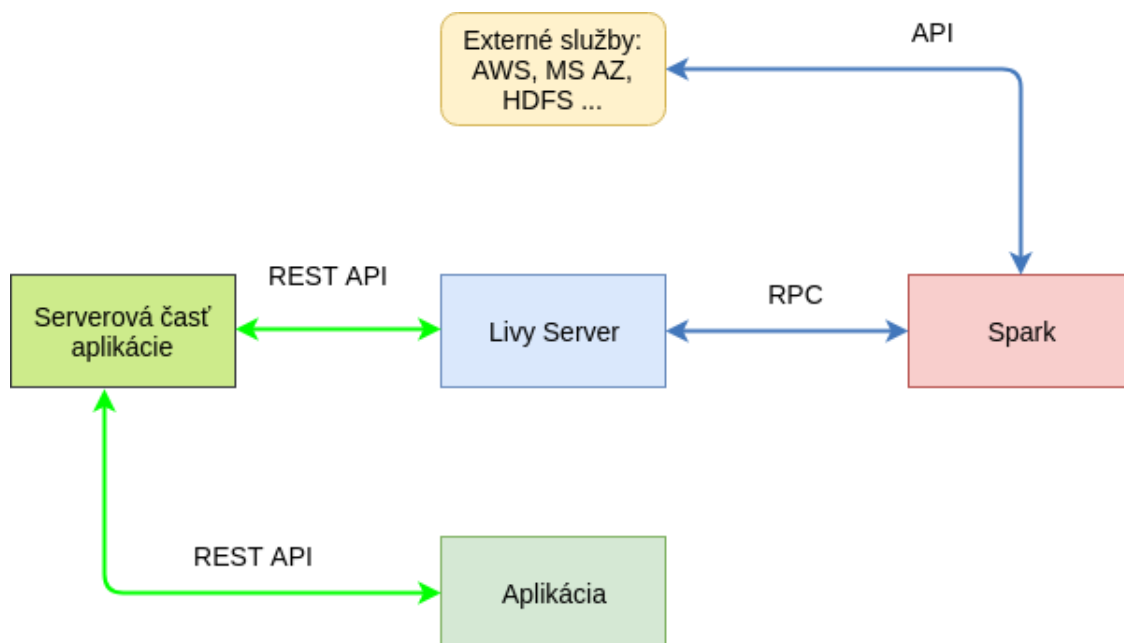 Externé služby:
AWS, MS AZ,
HDFS ...
API
REST API
RPC
Serverová časť
aplikácie
Livy Server
Spark
REST API
Aplikácia